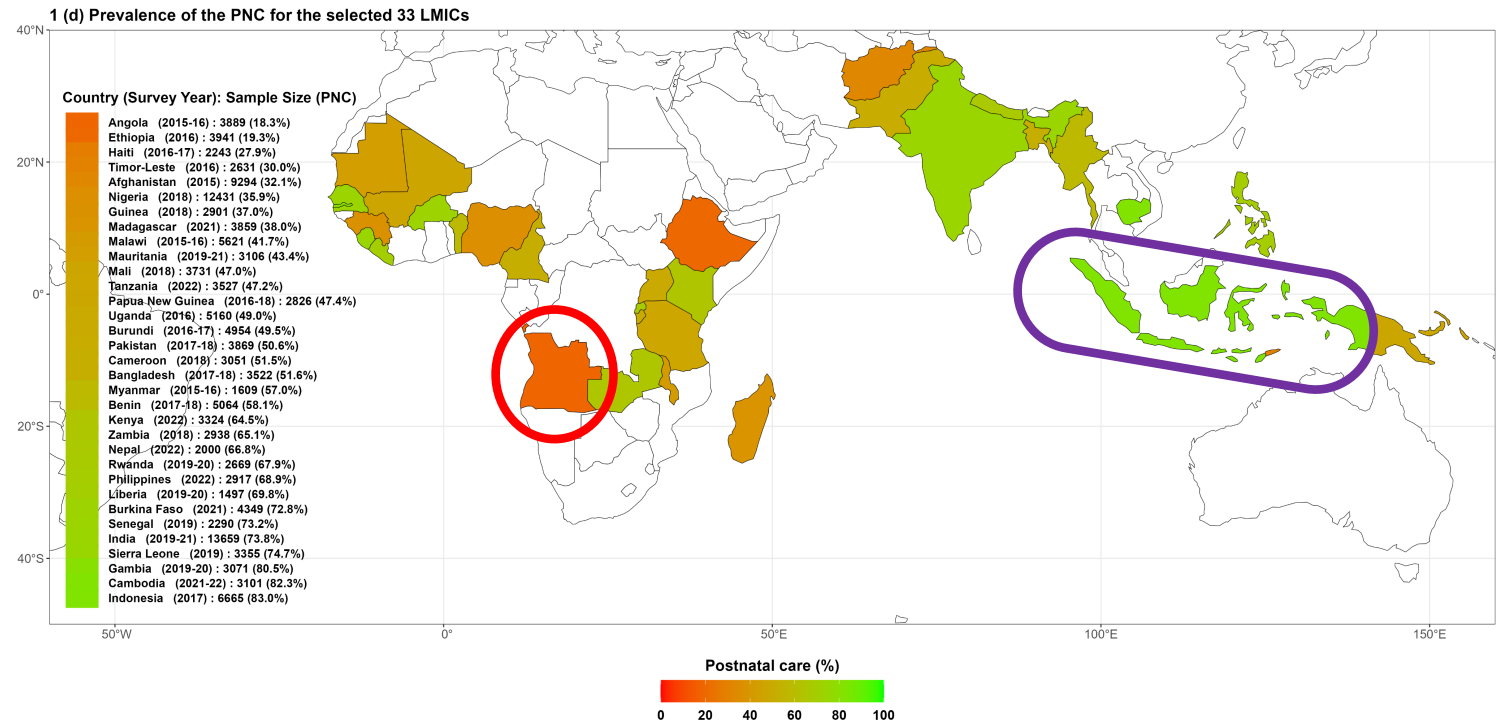 1 (d) Prevalence of the PNC for the selected 33 LMICs
40°N
20°N
0°
20°S
40°S
Country (Survey Year): Sample Size (PNC)
Angola (2015-16) : 3889 (18.3%)
Ethiopia (2016) : 3941 (19.3%)
Haiti (2016-17) : 2243 (27.9%)
Timor-Leste (2016) : 2631 (30.0%)
Afghanistan (2015) : 9294 (32.1%)
Nigeria (2018) : 12431 (35.9%)
Guinea (2018) : 2901 (37.0%)
Madagascar (2021) : 3859 (38.0%)
Malawi (2015-16) : 5621 (41.7%)
Mauritania (2019-21) : 3106 (43.4%)
Mali (2018) : 3731 (47.0%)
Tanzania (2022) : 3527 (47.2%)
Papua New Guinea (2016-18) : 2826 (47.4%)
Uganda (2016) : 5160 (49.0%)
Burundi (2016-17) : 4954 (49.5%)
Pakistan (2017-18) : 3869 (50.6%)
Cameroon (2018) : 3051 (51.5%)
Bangladesh (2017-18) : 3522 (51.6%)
Myanmar (2015-16) : 1609 (57.0%)
Benin (2017-18) : 5064 (58.1%)
Kenya (2022) : 3324 (64.5%)
Zambia (2018) : 2938 (65.1%)
Nepal (2022) : 2000 (66.8%)
Rwanda (2019-20) : 2669 (67.9%)
Philippines (2022) : 2917 (68.9%)
Liberia (2019-20) : 1497 (69.8%)
Burkina Faso (2021) : 4349 (72.8%)
Senegal (2019) : 2290 (73.2%)
India (2019-21) : 13659 (73.8%)
Sierra Leone (2019) : 3355 (74.7%)
Gambia (2019-20) : 3071 (80.5%)
Cambodia (2021-22) : 3101 (82.3%)
Indonesia (2017) : 6665 (83.0%)
50°W 0° 50°E 100°E 150°E
Postnatal care (%)
0 20 40 60 80 100